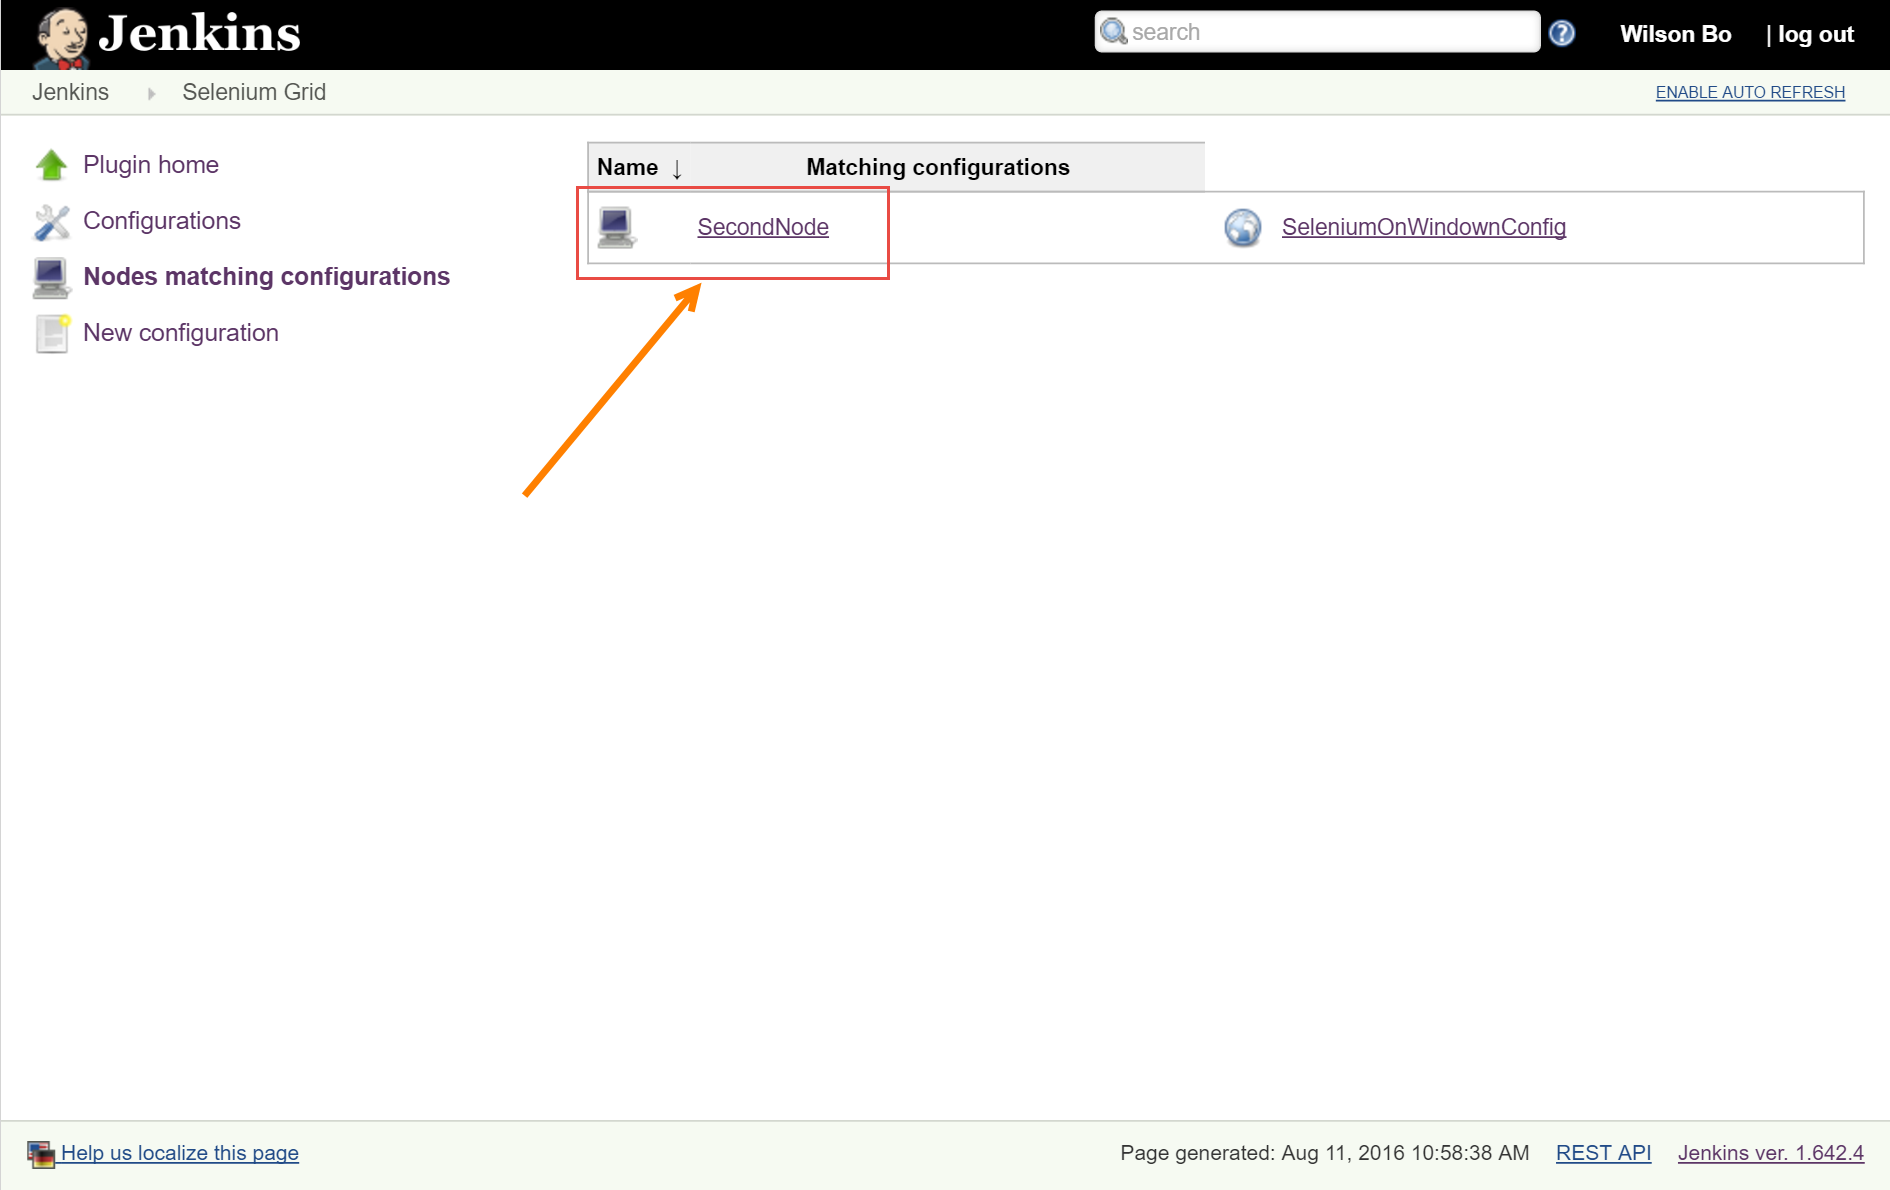 Jenkins
search
Wilson Bo
| log out
Jenkins
Selenium Grid
ENABLE AUTO REFRESH
Plugin home
Configurations
Nodes matching configurations
New configuration
Name ↓
Matching configurations
SecondNode
SeleniumOnWindownConfig
Help us localize this page
Page generated: Aug 11, 2016 10:58:38 AM
REST API
Jenkins ver. 1.642.4